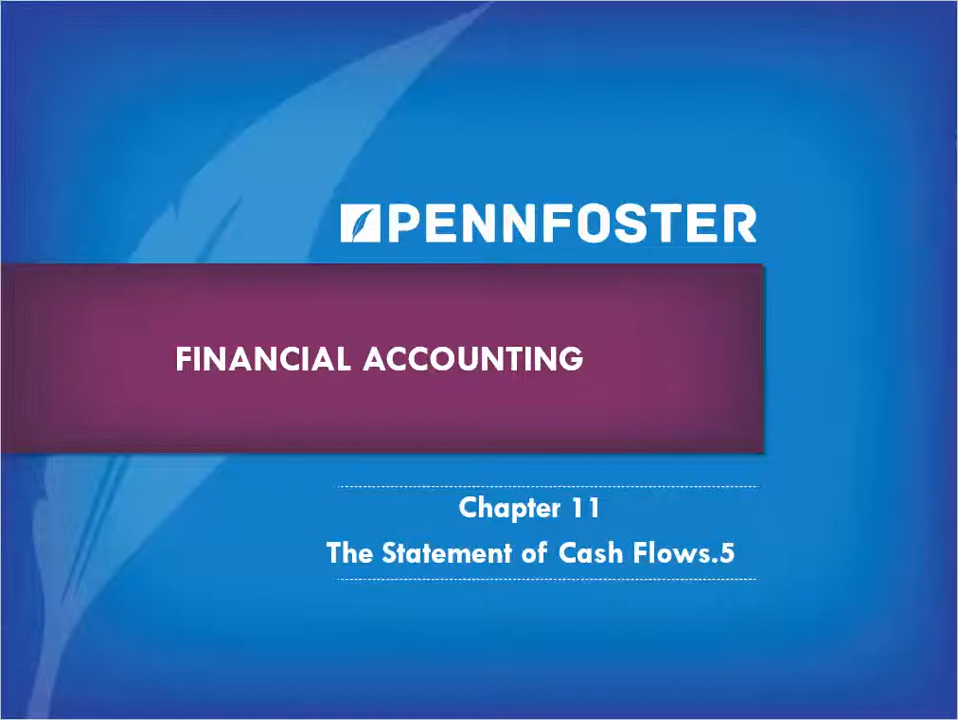 PENNFOSTER
FINANCIAL ACCOUNTING
Chapter 11
The Statement of Cash Flows.5